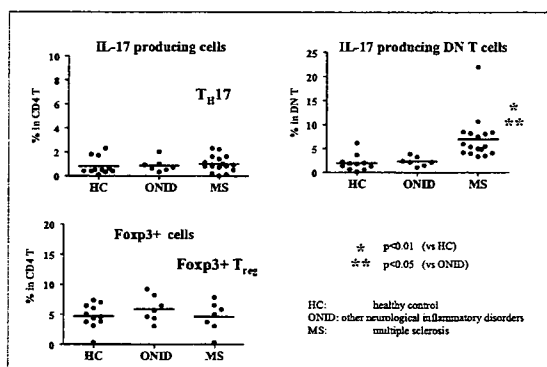 IL-17 producing cells
% in CD4 T
10
8
6
4
2
0
T_H17
HC ONID MS
IL-17 producing DN T cells
% in DN T
25
20
15
10
5
0
*
**
HC ONID MS
Foxp3+ cells
% in CD4 T
20
15
10
5
0
Foxp3+ T_reg
HC ONID MS
* p<0.01 (vs HC)
** p<0.05 (vs ONID)
HC: healthy control
ONID: other neurological inflammatory disorders
MS: multiple sclerosis